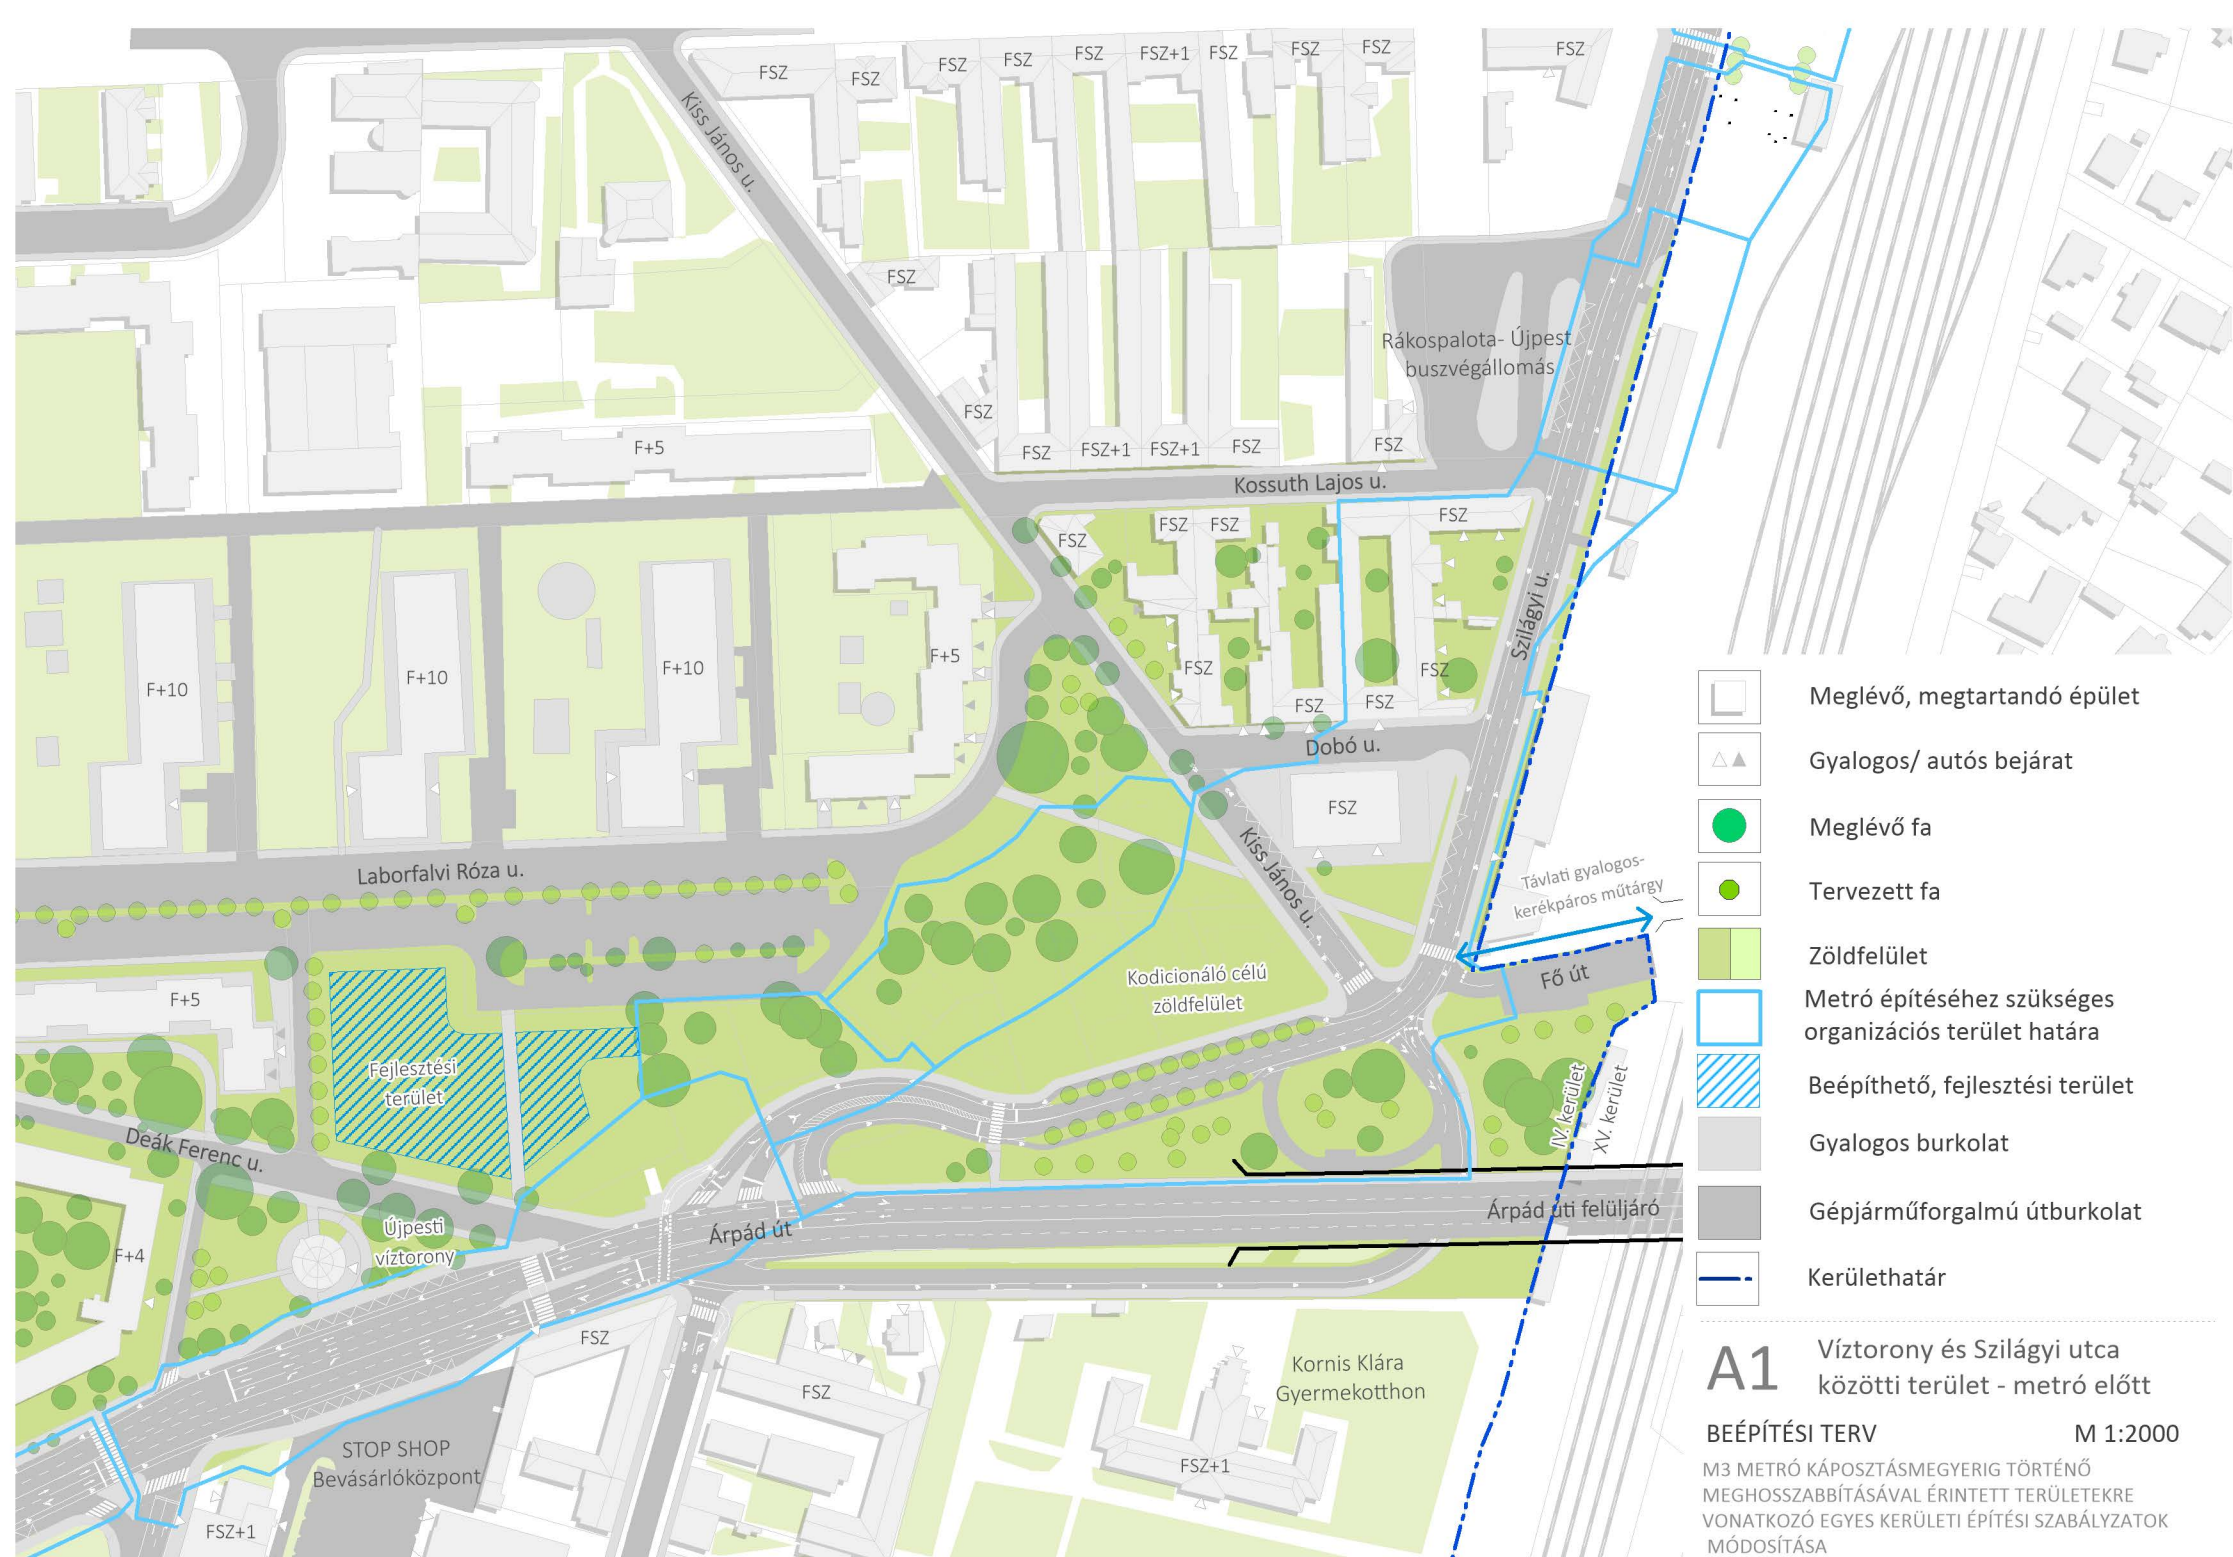 FSZ
FSZ
FSZ
FSZ
FSZ
FSZ+1
FSZ
FSZ
FSZ
FSZ
Kiss János u.
FSZ
Rákospalota- Újpest
buszvégállomás
FSZ
F+5
FSZ
FSZ+1
FSZ+1
FSZ
FSZ
Kossuth Lajos u.
FSZ
FSZ
FSZ
FSZ
Szilágyi u.
F+10
F+10
F+10
F+5
FSZ
FSZ
FSZ
FSZ
Dobó u.
FSZ
Kiss János u.
Laborfalvi Róza u.
Távlati gyalogos-
kerékpáros műtárgy
Fő út
Kodicionáló célú
zöldfelület
F+5
Fejlesztési
terület
IV. kerület
XV. kerület
Deák Ferenc u.
Újpesti
víztorony
F+4
Árpád út
Árpád úti felüljáró
FSZ
FSZ
Kornis Klára
Gyermekotthon
STOP SHOP
Bevásárlóközpont
FSZ+1
FSZ+1
Meglévő, megtartandó épület
Gyalogos/ autós bejárat
Meglévő fa
Tervezett fa
Zöldfelület
Metró építéséhez szükséges
organizációs terület határa
Beépíthető, fejlesztési terület
Gyalogos burkolat
Gépjárműforgalmú útburkolat
Kerülethatár
A1
Víztorony és Szilágyi utca
közötti terület - metró előtt
BEÉPÍTÉSI TERV
M 1:2000
M3 METRÓ KÁPOSZTÁSMEGYERIG TÖRTÉNŐ
MEGHOSSZABBÍTÁSÁVAL ÉRINTETT TERÜLETEKRE
VONATKOZÓ EGYES KERÜLETI ÉPÍTÉSI SZABÁLYZATOK
MÓDOSÍTÁSA